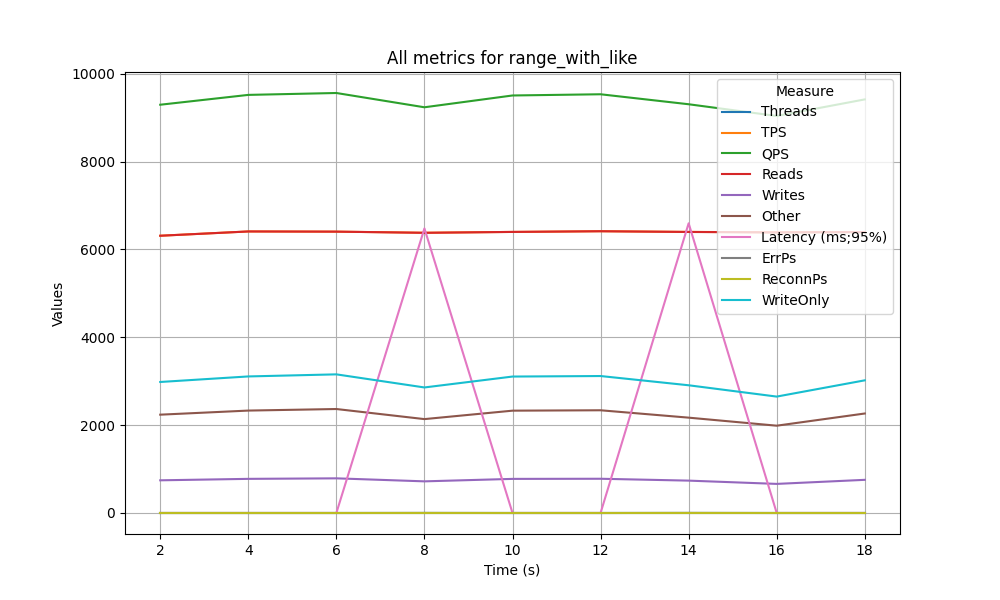 All metrics for range_with_like
Values
10000
8000
6000
4000
2000
0
Measure
Threads
TPS
QPS
Reads
Writes
Other
Latency (ms;95%)
ErrPs
ReconnPs
WriteOnly
2 4 6 8 10 12 14 16 18
Time (s)